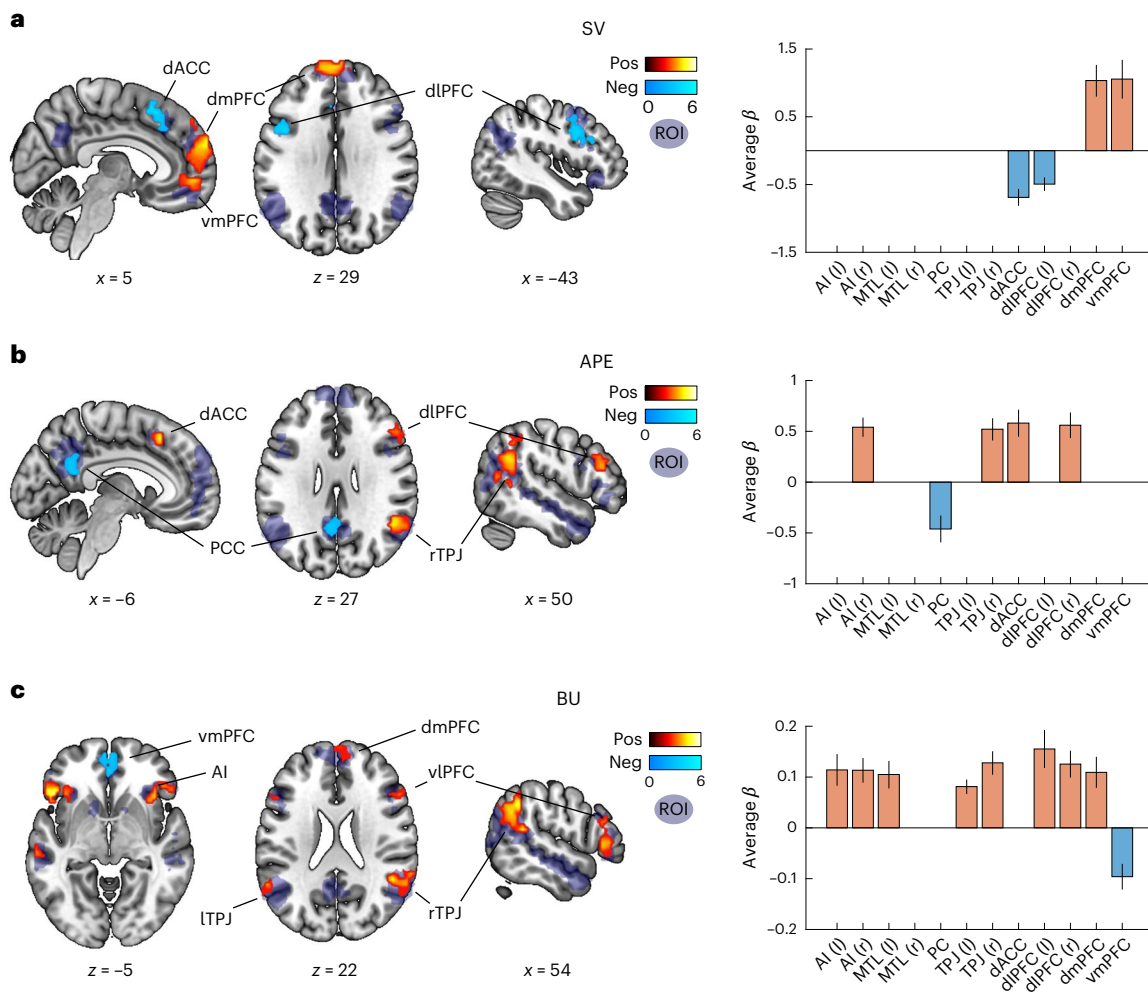 a
SV
dACC
dmPFC
dlPFC
vmPFC
Pos
Neg
0 6
ROI
x = 5
z = 29
x = –43
Average β
1.5
0.5
–0.5
–1.5
AI (l)
AI (r)
MTL (l)
MTL (r)
PC
TPJ (l)
TPJ (r)
dACC
dlPFC (l)
dlPFC (r)
dmPFC
vmPFC
b
APE
dACC
dlPFC
PCC
rTPJ
Pos
Neg
0 6
ROI
x = –6
z = 27
x = 50
Average β
1
0.5
0
–0.5
–1
AI (l)
AI (r)
MTL (l)
MTL (r)
PC
TPJ (l)
TPJ (r)
dACC
dlPFC (l)
dlPFC (r)
dmPFC
vmPFC
c
BU
vmPFC
AI
dmPFC
vlPFC
lTPJ
rTPJ
Pos
Neg
0 6
ROI
z = –5
z = 22
x = 54
Average β
0.2
0.1
0
–0.1
–0.2
AI (l)
AI (r)
MTL (l)
MTL (r)
PC
TPJ (l)
TPJ (r)
dACC
dlPFC (l)
dlPFC (r)
dmPFC
vmPFC